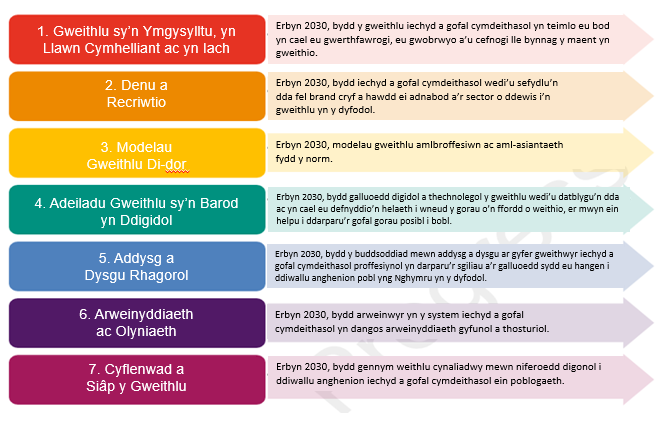 1. Gweithlu sy'n Ymgysylltu, yn
Llawn Cymhelliant ac yn Iach
Erbyn 2030, bydd y gweithlu iechyd a gofal cymdeithasol yn teimlo eu bod
yn cael eu gwerthfawrogi, eu gwobrwyo a'u cefnogi lle bynnag y maent yn
gweithio.
2. Denu a
Recriwtio
Erbyn 2030, bydd iechyd a gofal cymdeithasol wedi'u sefydlu'n
dda fel brand cryf a hawdd ei adnabod a'r sector o ddewis i'n
gweithlu yn y dyfodol.
3. Modelau
Gweithlu Di-dor
Erbyn 2030, modelau gweithlu amlbroffesiwn ac aml-asiantaeth
fydd y norm.
4. Adeiladu Gweithlu sy'n Barod
yn Ddigidol
Erbyn 2030, bydd galluoedd digidol a thechnolegol y gweithlu wedi'u datblygu'n dda
ac yn cael eu defnyddio'n helaeth i wneud y gorau o'n ffordd o weithio, er mwyn ein
helpu i ddarparu'r gofal gorau posibl i bobl.
5. Addysg a
Dysgu Rhagorol
Erbyn 2030, bydd y buddsoddiad mewn addysg a dysgu ar gyfer gweithwyr iechyd a
gofal cymdeithasol proffesiynol yn darparu'r sgiliau a'r galluoedd sydd eu hangen i
ddiwallu anghenion pobl yng Nghymru yn y dyfodol.
6. Arweinyddiaeth
ac Olyniaeth
Erbyn 2030, bydd arweinwyr yn y system iechyd a gofal
cymdeithasol yn dangos arweinyddiaeth gyfunol a thosturiol.
7. Cyflenwad a
Siâp y Gweithlu
Erbyn 2030, bydd gennym weithlu cynaliadwy mewn niferoedd digonol i
ddiwallu anghenion iechyd a gofal cymdeithasol ein poblogaeth.